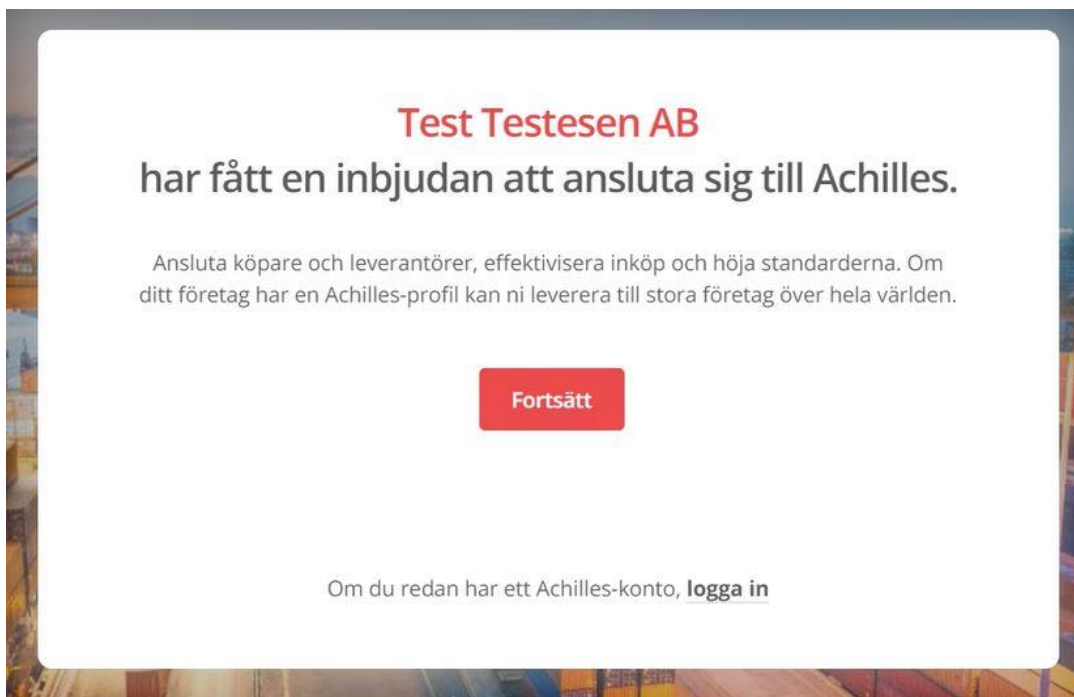 Test Testesen AB
har fått en inbjudan att ansluta sig till Achilles.
Ansluta köpare och leverantörer, effektivisera inköp och höja standarderna. Om
ditt företag har en Achilles-profil kan ni leverera till stora företag över hela världen.
Fortsätt
Om du redan har ett Achilles-konto, logga in